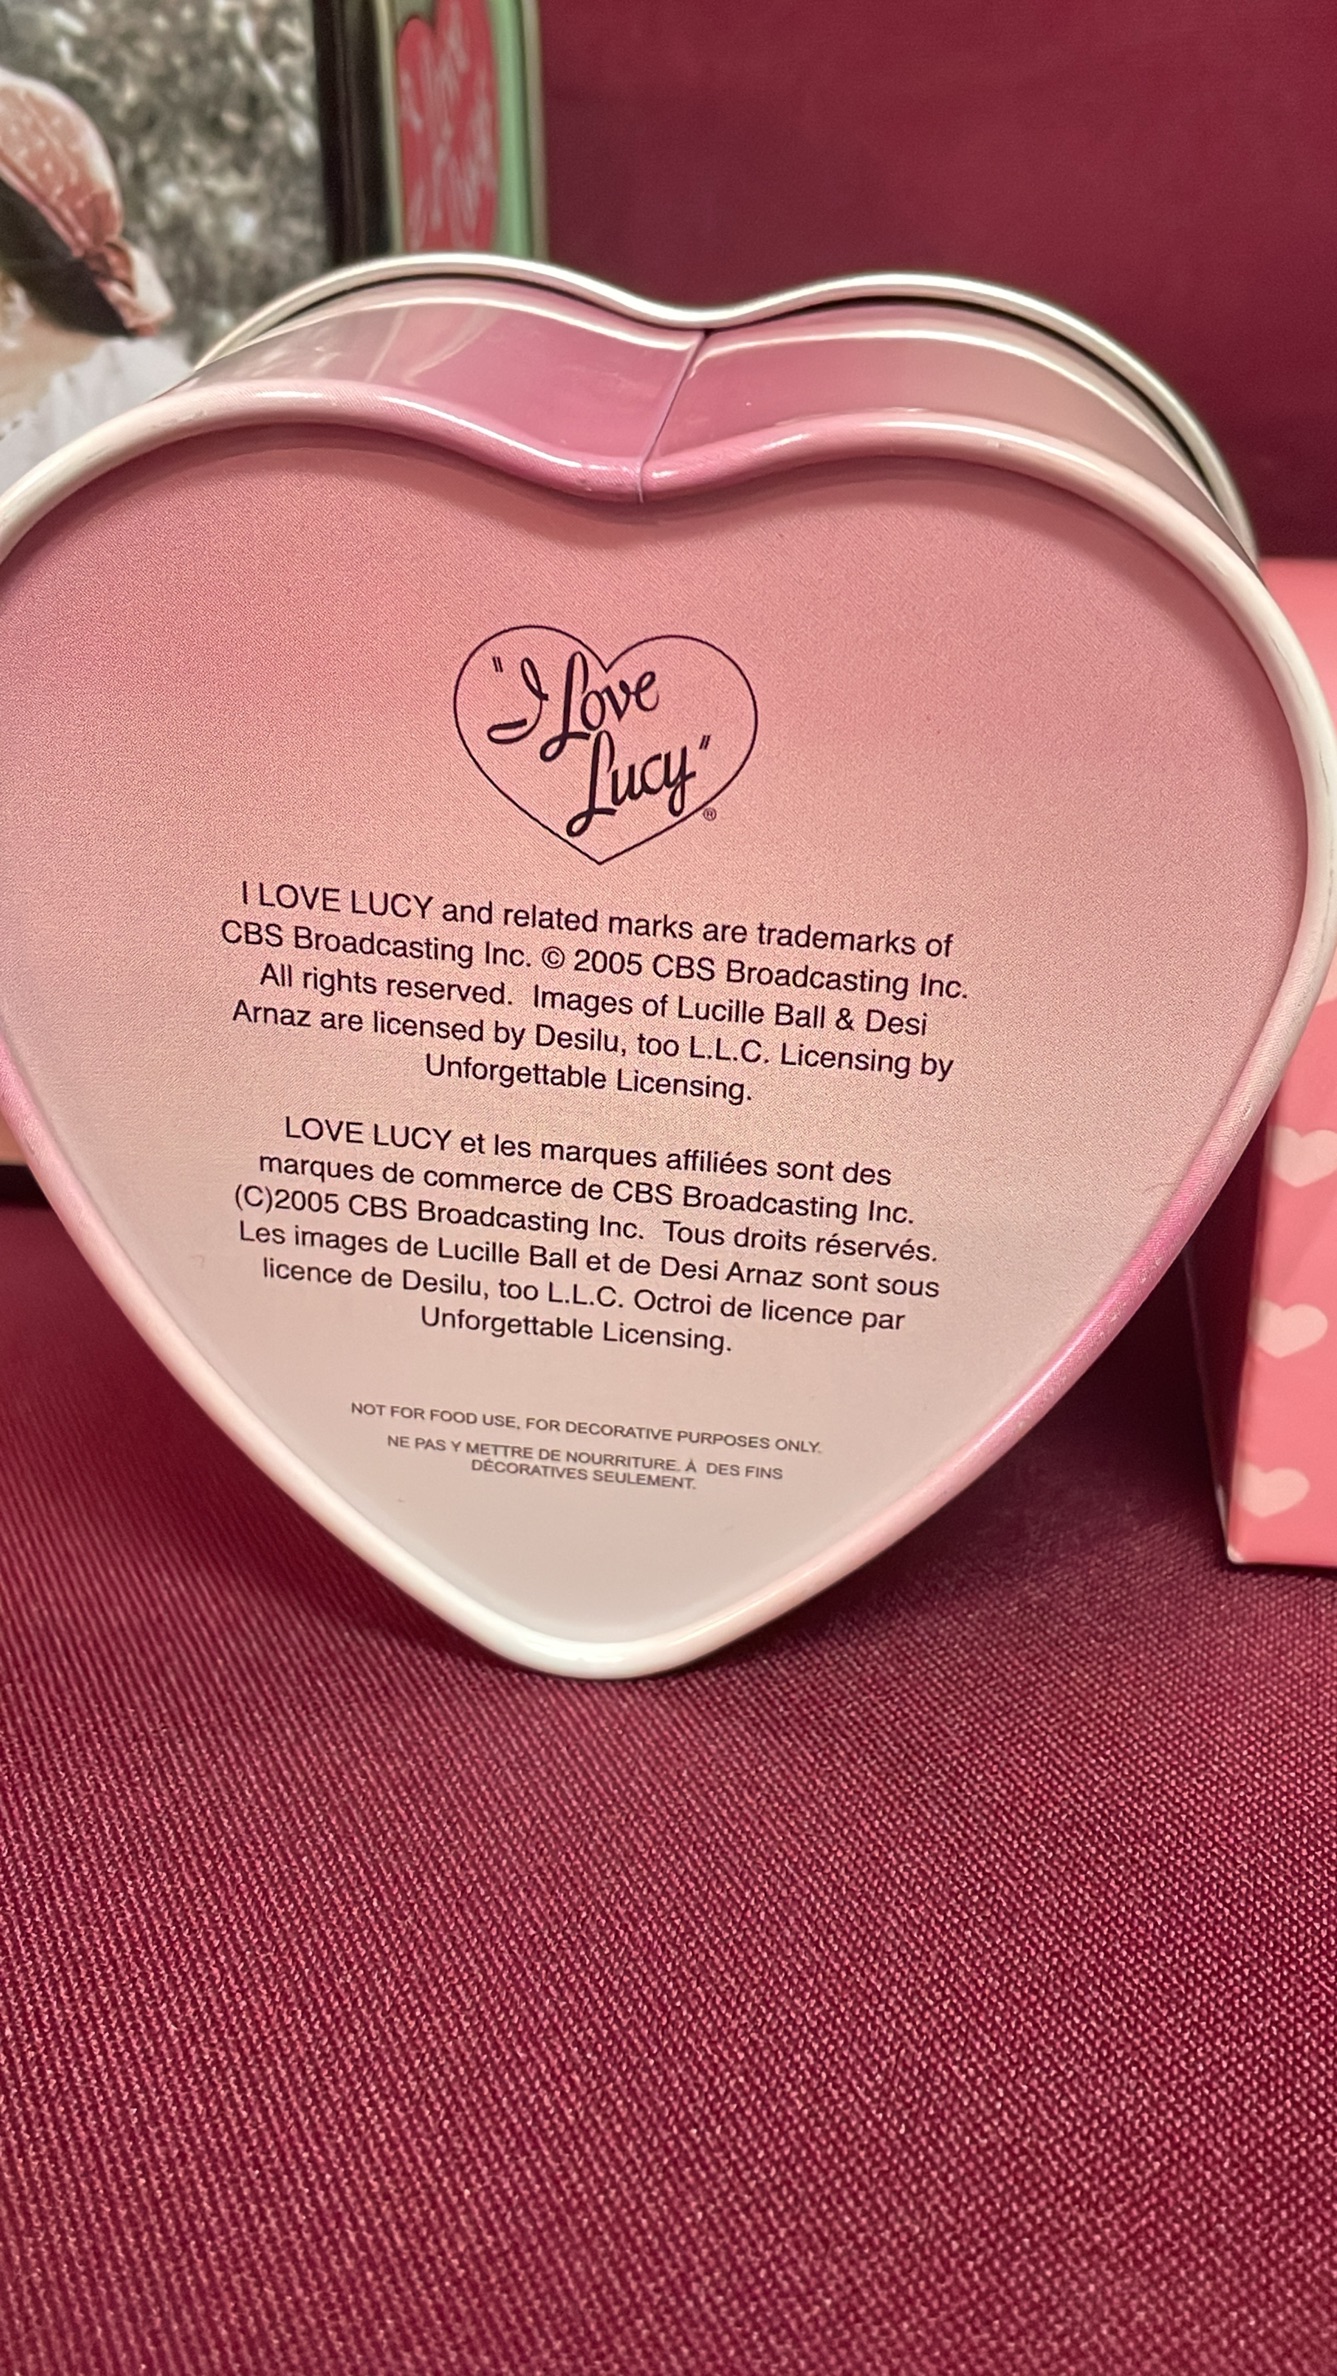 "I Love
Lucy"
"I Love
Lucy"
®
I LOVE LUCY and related marks are trademarks of
CBS Broadcasting Inc. © 2005 CBS Broadcasting Inc.
All rights reserved. Images of Lucille Ball & Desi
Arnaz are licensed by Desilu, too L.L.C. Licensing by
Unforgettable Licensing.
LOVE LUCY et les marques affiliées sont des
marques de commerce de CBS Broadcasting Inc.
(C)2005 CBS Broadcasting Inc. Tous droits réservés.
Les images de Lucille Ball et de Desi Arnaz sont sous
licence de Desilu, too L.L.C. Octroi de licence par
Unforgettable Licensing.
NOT FOR FOOD USE, FOR DECORATIVE PURPOSES ONLY.
NE PAS Y METTRE DE NOURRITURE. À DES FINS
DÉCORATIVES SEULEMENT.